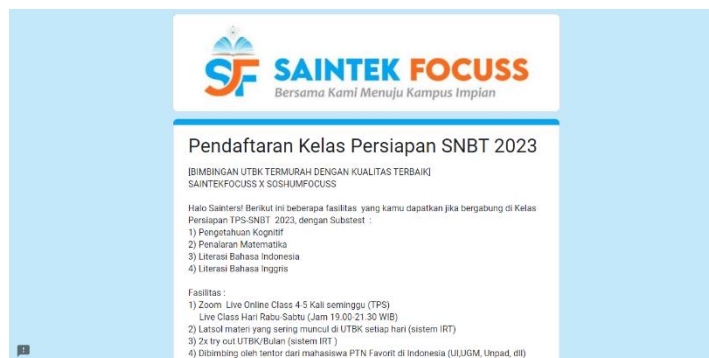 SF SAINTEK FOCUSS
Bersama Kami Menuju Kampus Impian
Pendaftaran Kelas Persiapan SNBT 2023
[BIMBINGAN UTBK TERMURAH DENGAN KUALITAS TERBAIK]
SAINTEKFOCUSS X SOSHUMFOCUSS
Halo Sainters! Berikut ini beberapa fasilitas yang kamu dapatkan jika bergabung di Kelas
Persiapan TPS-SNBT 2023, dengan Substest :
1) Pengetahuan Kognitif
2) Penalaran Matematika
3) Literasi Bahasa Indonesia
4) Literasi Bahasa Inggris
Fasilitas :
1) Zoom Live Online Class 4-5 Kali seminggu (TPS)
Live Class Hari Rabu-Sabtu (Jam 19.00-21.30 WIB)
2) Latsol materi yang sering muncul di UTBK setiap hari (sistem IRT)
3) 2x try out UTBK/Bulan (sistem IRT )
4) Dibimbing oleh tentor dari mahasiswa PTN Favorit di Indonesia (UI,UGM, Unpad, dll)